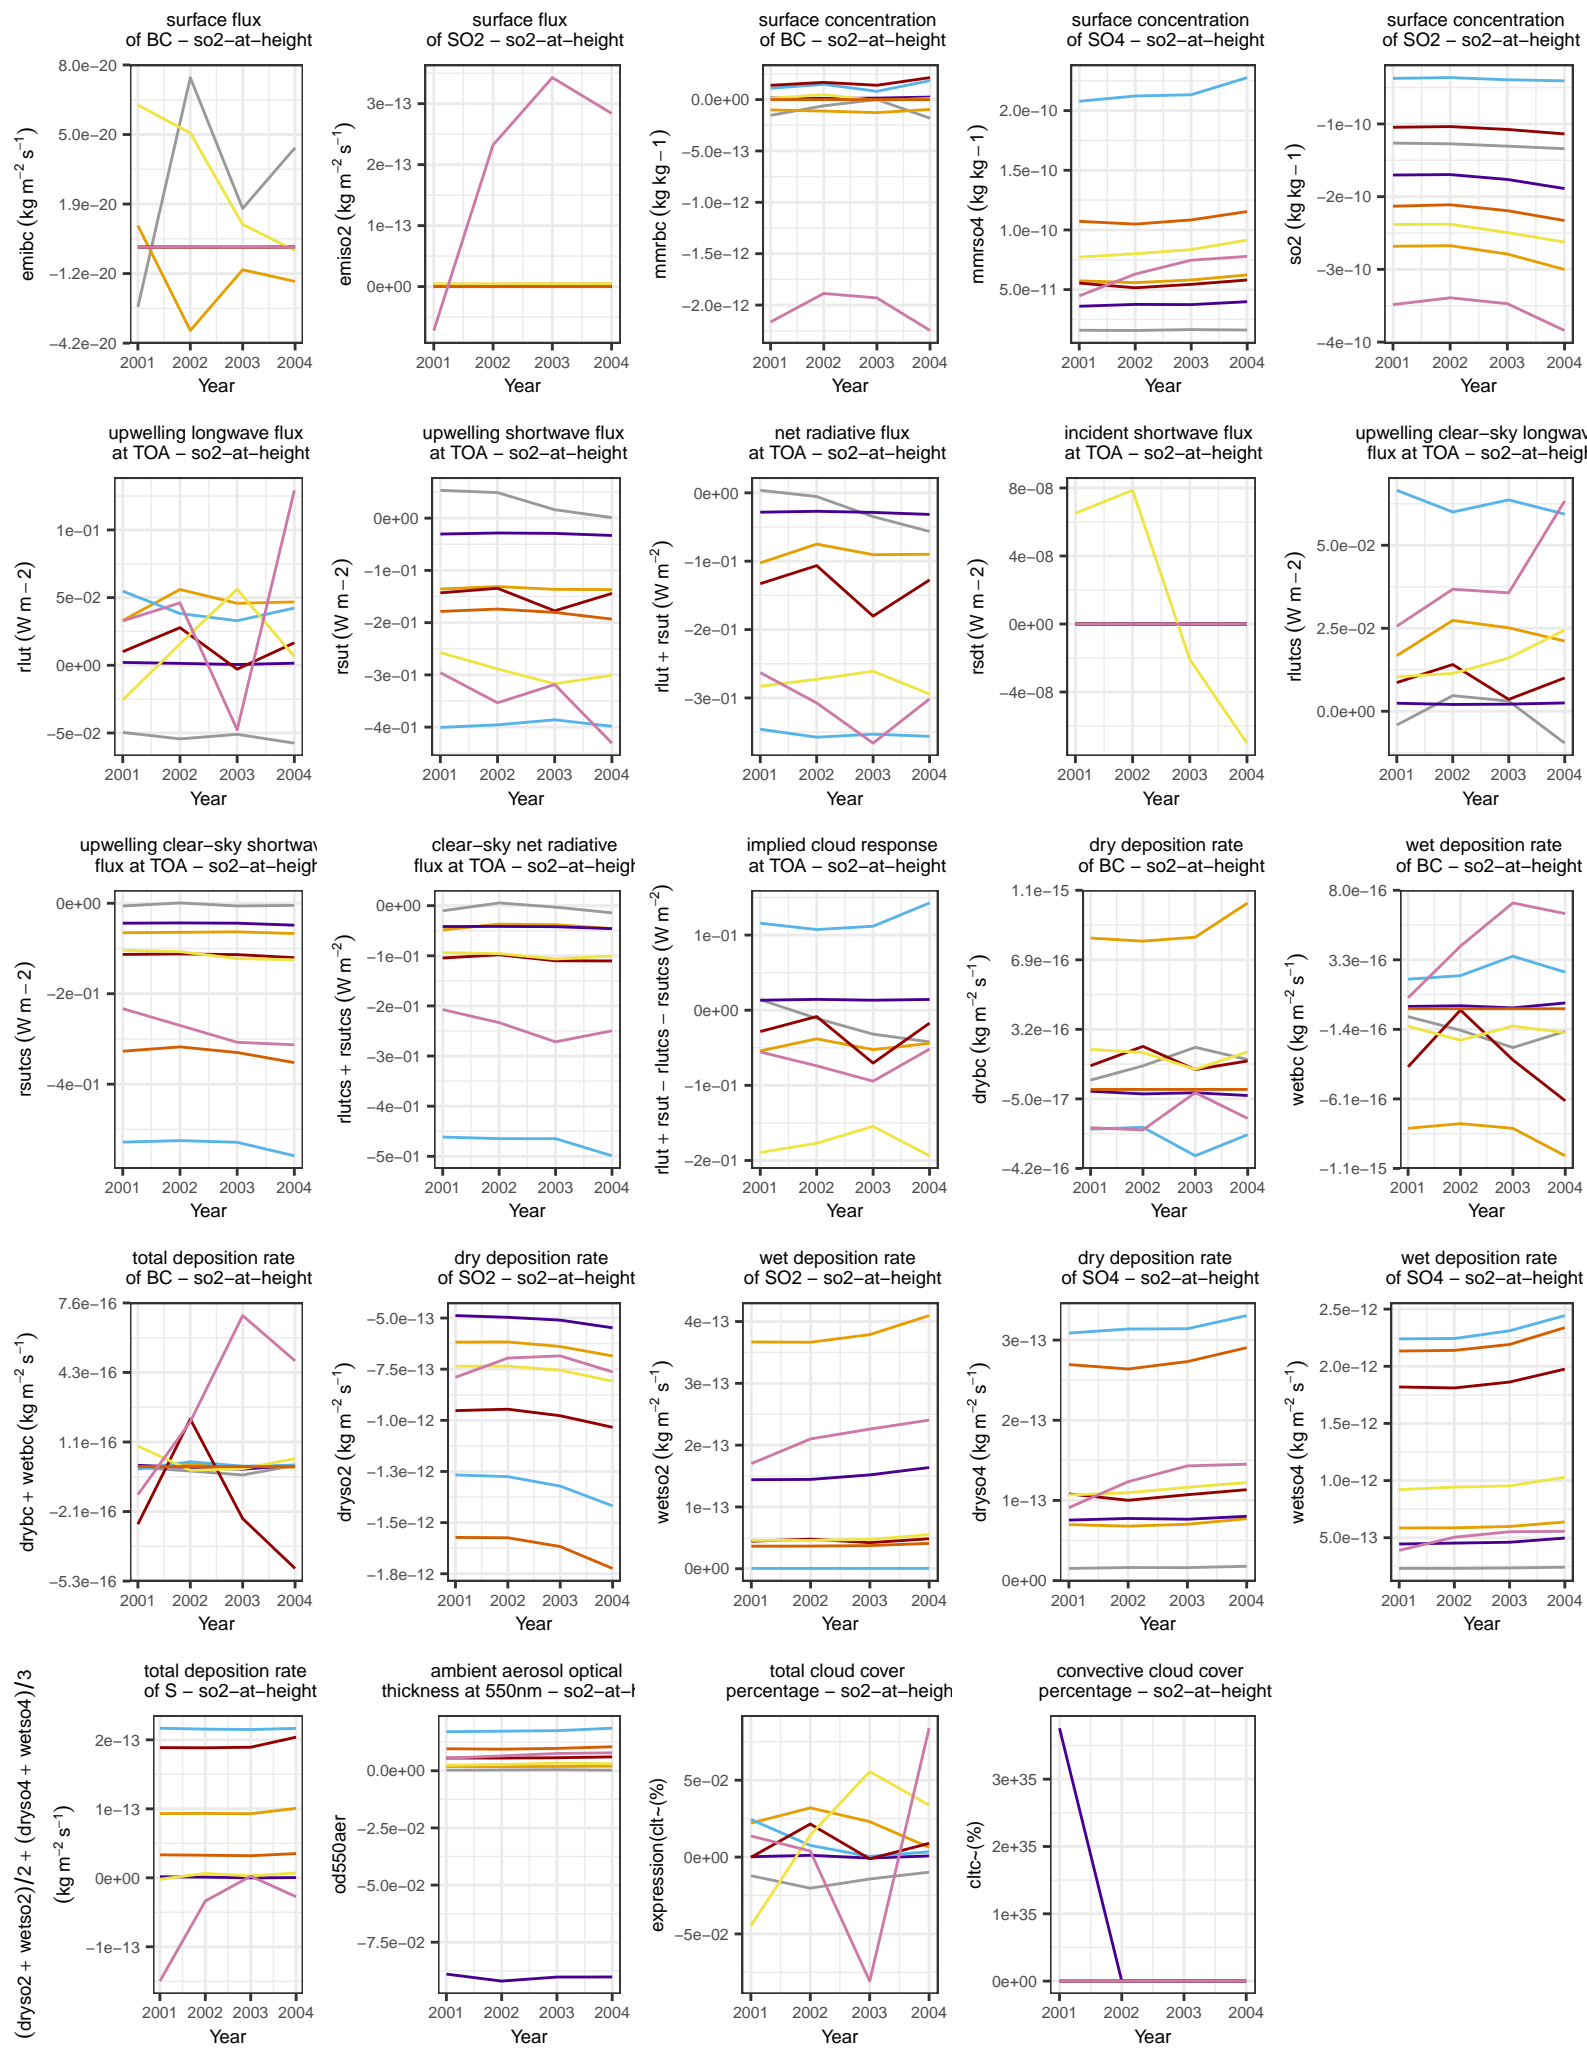 surface flux
of BC − so2−at−height
surface flux
of SO2 − so2−at−height
surface concentration
of BC − so2−at−height
surface concentration
of SO4 − so2−at−height
surface concentration
of SO2 − so2−at−height
emibc (kg m−2 s−1)
8.0e−20
5.0e−20
1.9e−20
−1.2e−20
−4.2e−20
2001 2002 2003 2004
Year
emiso2 (kg m−2 s−1)
3e−13
2e−13
1e−13
0e+00
2001 2002 2003 2004
Year
mmrbc (kg kg−1)
0.0e+00
−5.0e−13
−1.0e−12
−1.5e−12
−2.0e−12
2001 2002 2003 2004
Year
mmrso4 (kg kg−1)
2.0e−10
1.5e−10
1.0e−10
5.0e−11
2001 2002 2003 2004
Year
so2 (kg kg−1)
−1e−10
−2e−10
−3e−10
−4e−10
2001 2002 2003 2004
Year
upwelling longwave flux
at TOA − so2−at−height
upwelling shortwave flux
at TOA − so2−at−height
net radiative flux
at TOA − so2−at−height
incident shortwave flux
at TOA − so2−at−height
upwelling clear−sky longwav
flux at TOA − so2−at−heigh
rlut (W m−2)
1e−01
5e−02
0e+00
−5e−02
2001 2002 2003 2004
Year
rsut (W m−2)
0e+00
−1e−01
−2e−01
−3e−01
−4e−01
2001 2002 2003 2004
Year
rlut + rsut (W m−2)
0e+00
−1e−01
−2e−01
−3e−01
2001 2002 2003 2004
Year
rsdt (W m−2)
8e−08
4e−08
0e+00
−4e−08
2001 2002 2003 2004
Year
rlutcs (W m−2)
5.0e−02
2.5e−02
0.0e+00
2001 2002 2003 2004
Year
upwelling clear−sky shortwav
flux at TOA − so2−at−heigh
clear−sky net radiative
flux at TOA − so2−at−heigh
implied cloud response
at TOA − so2−at−height
dry deposition rate
of BC − so2−at−height
wet deposition rate
of BC − so2−at−height
rsutcs (W m−2)
0e+00
−2e−01
−4e−01
2001 2002 2003 2004
Year
rlutcs + rsutcs (W m−2)
0e+00
−1e−01
−2e−01
−3e−01
−4e−01
−5e−01
2001 2002 2003 2004
Year
rlut + rsut − rlutcs − rsutcs (W m−2)
1e−01
0e+00
−1e−01
−2e−01
2001 2002 2003 2004
Year
drybc (kg m−2 s−1)
1.1e−15
6.9e−16
3.2e−16
−5.0e−17
−4.2e−16
2001 2002 2003 2004
Year
wetbc (kg m−2 s−1)
8.0e−16
3.3e−16
−1.4e−16
−6.1e−16
−1.1e−15
2001 2002 2003 2004
Year
total deposition rate
of BC − so2−at−height
dry deposition rate
of SO2 − so2−at−height
wet deposition rate
of SO2 − so2−at−height
dry deposition rate
of SO4 − so2−at−height
wet deposition rate
of SO4 − so2−at−height
drybc + wetbc (kg m−2 s−1)
7.6e−16
4.3e−16
1.1e−16
−2.1e−16
−5.3e−16
2001 2002 2003 2004
Year
dryso2 (kg m−2 s−1)
−5.0e−13
−7.5e−13
−1.0e−12
−1.3e−12
−1.5e−12
−1.8e−12
2001 2002 2003 2004
Year
wetso2 (kg m−2 s−1)
4e−13
3e−13
2e−13
1e−13
0e+00
2001 2002 2003 2004
Year
dryso4 (kg m−2 s−1)
3e−13
2e−13
1e−13
0e+00
2001 2002 2003 2004
Year
wetso4 (kg m−2 s−1)
2.5e−12
2.0e−12
1.5e−12
1.0e−12
5.0e−13
2001 2002 2003 2004
Year
total deposition rate
of S − so2−at−height
ambient aerosol optical
thickness at 550nm − so2−at−h
total cloud cover
percentage − so2−at−heigh
convective cloud cover
percentage − so2−at−height
(dryso2 + wetso2)/2 + (dryso4 + wetso4)/3
(kg m−2 s−1)
2e−13
1e−13
0e+00
−1e−13
2001 2002 2003 2004
Year
od550aer
0.0e+00
−2.5e−02
−5.0e−02
−7.5e−02
2001 2002 2003 2004
Year
expression(clt~(%)
5e−02
0e+00
−5e−02
2001 2002 2003 2004
Year
cltc~(%)
3e+35
2e+35
1e+35
0e+00
2001 2002 2003 2004
Year